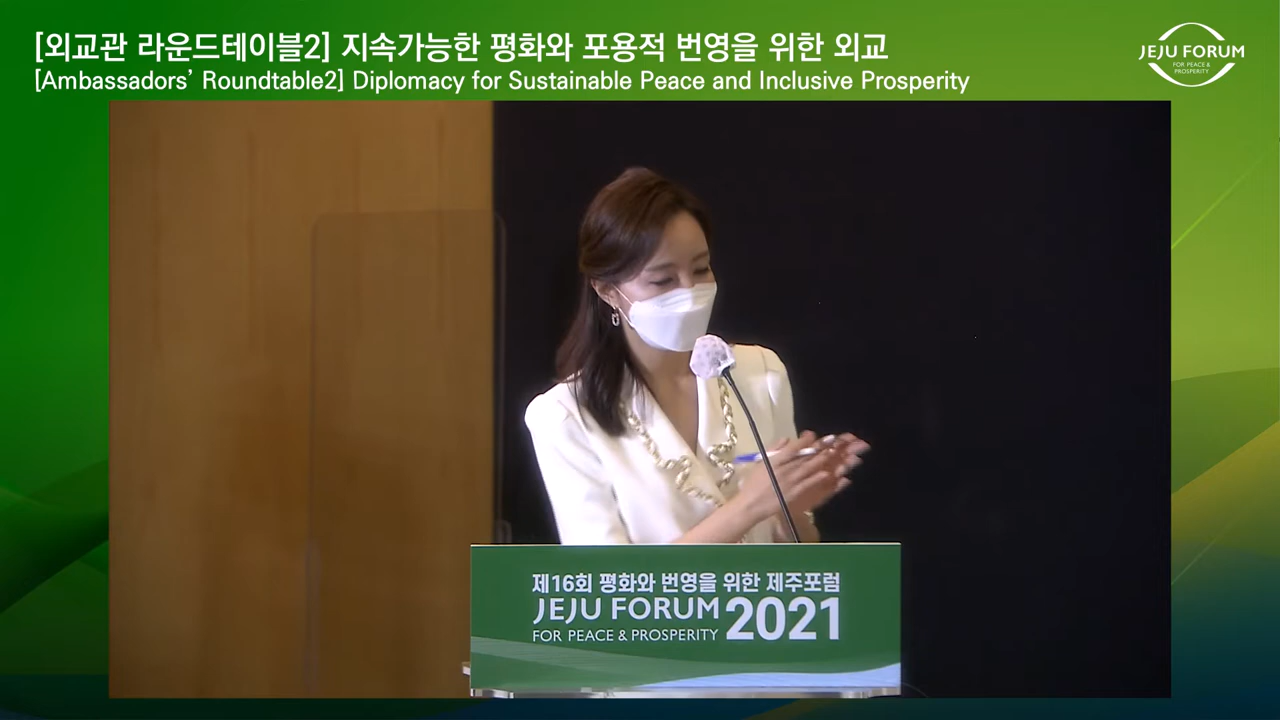 [외교관 라운드테이블2] 지속가능한 평화와 포용적 번영을 위한 외교
[Ambassadors' Roundtable2] Diplomacy for Sustainable Peace and Inclusive Prosperity
JEJU FORUM
FOR PEACE &
PROSPERITY
제16회 평화와 번영을 위한 제주포럼
JEJU FORUM 2021
FOR PEACE & PROSPERITY